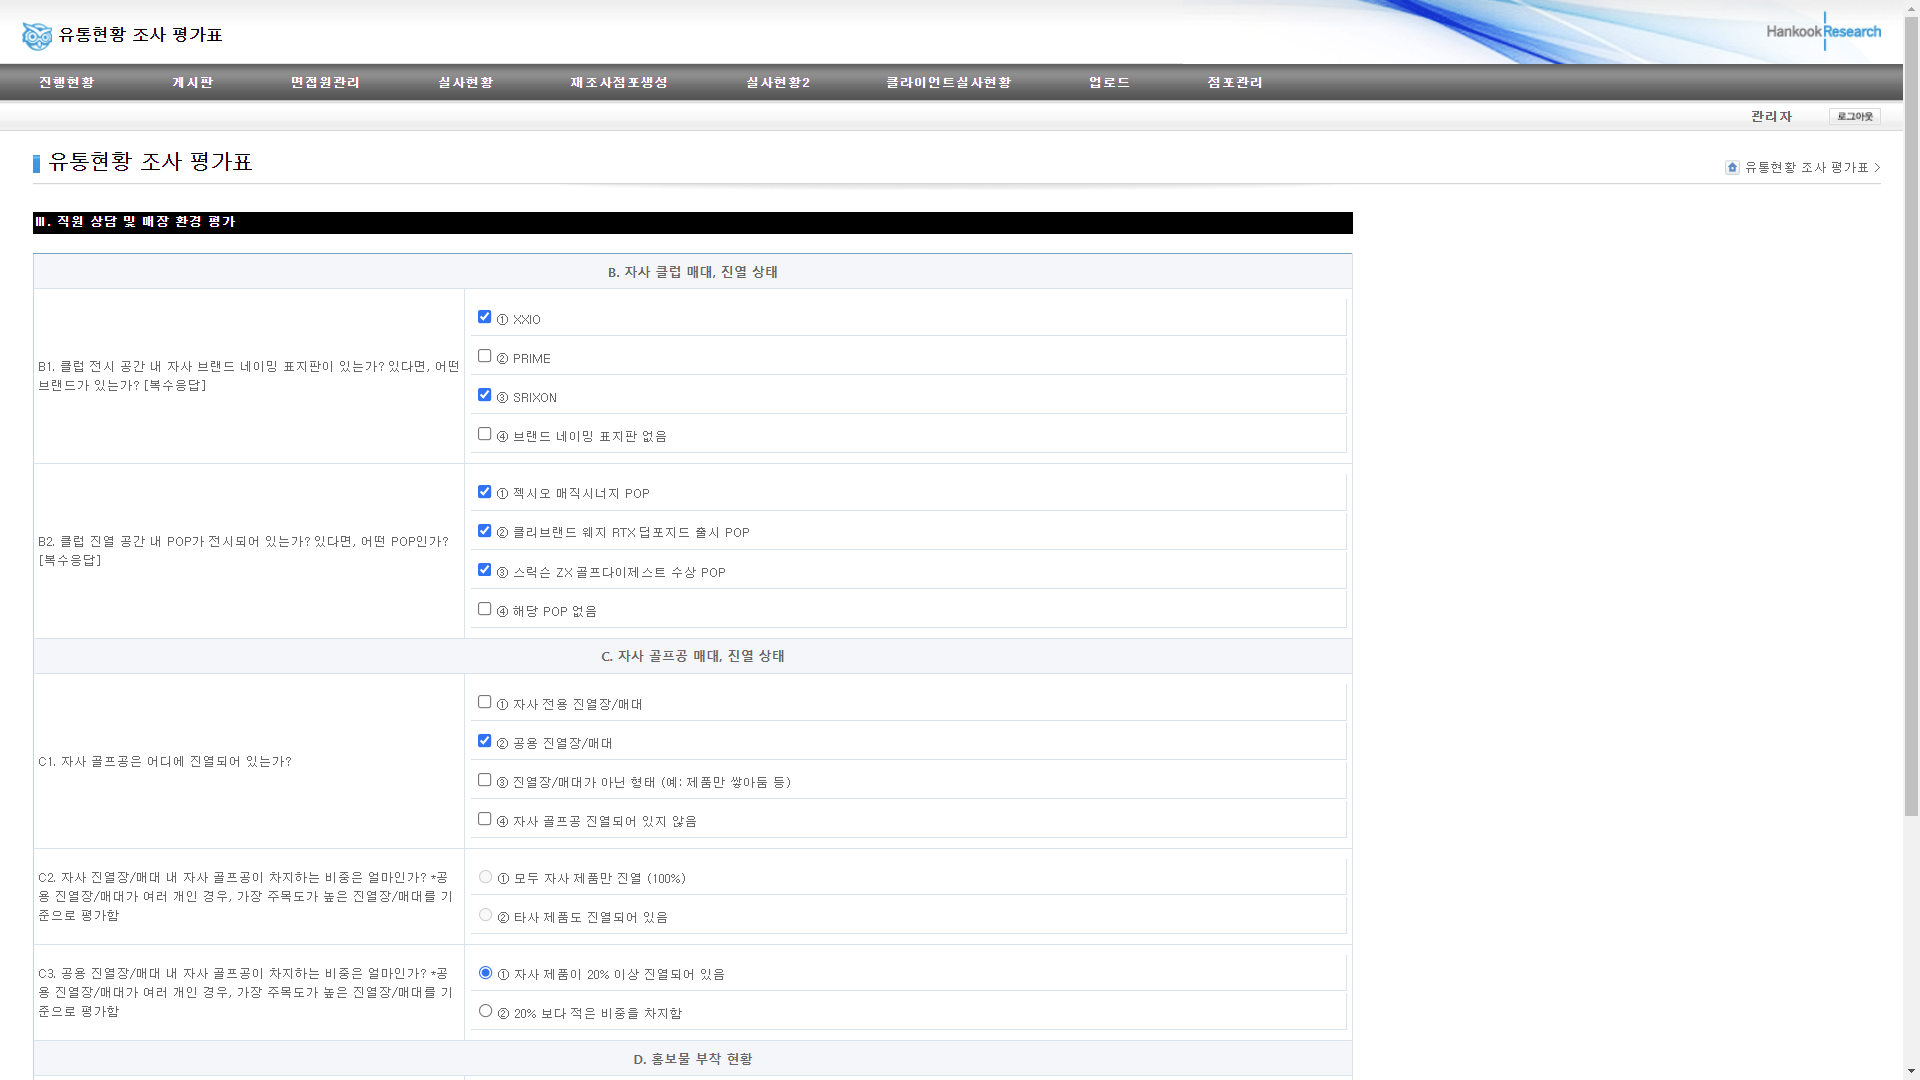 유통현황 조사 평가표
Hankook Research
진행현황 게시판 면접원관리 실사현황 재조사점포생성 실사현황2 클라이언트실사현황 업로드 점포관리
관리자 로그아웃
유통현황 조사 평가표
유통현황 조사 평가표 >
Ⅲ. 직원 상담 및 매장 환경 평가
B. 자사 클럽 매대, 진열 상태
B1. 클럽 전시 공간 내 자사 브랜드 네이밍 표지판이 있는가? 있다면, 어떤
브랜드가 있는가? [복수응답]
① XXIO
② PRIME
③ SRIXON
④ 브랜드 네이밍 표지판 없음
B2. 클럽 진열 공간 내 POP가 전시되어 있는가? 있다면, 어떤 POP인가?
[복수응답]
① 젝시오 매직시너지 POP
② 클리브랜드 웨지 RTX 딥포지드 출시 POP
③ 스릭슨 ZX 골프다이제스트 수상 POP
④ 해당 POP 없음
C. 자사 골프공 매대, 진열 상태
C1. 자사 골프공은 어디에 진열되어 있는가?
① 자사 전용 진열장/매대
② 공용 진열장/매대
③ 진열장/매대가 아닌 형태 (예: 제품만 쌓아둠 등)
④ 자사 골프공 진열되어 있지 않음
C2. 자사 진열장/매대 내 자사 골프공이 차지하는 비중은 얼마인가? *공
용 진열장/매대가 여러 개인 경우, 가장 주목도가 높은 진열장/매대를 기
준으로 평가함
① 모두 자사 제품만 진열 (100%)
② 타사 제품도 진열되어 있음
C3. 공용 진열장/매대 내 자사 골프공이 차지하는 비중은 얼마인가? *공
용 진열장/매대가 여러 개인 경우, 가장 주목도가 높은 진열장/매대를 기
준으로 평가함
① 자사 제품이 20% 이상 진열되어 있음
② 20% 보다 적은 비중을 차지함
D. 홍보물 부착 현황